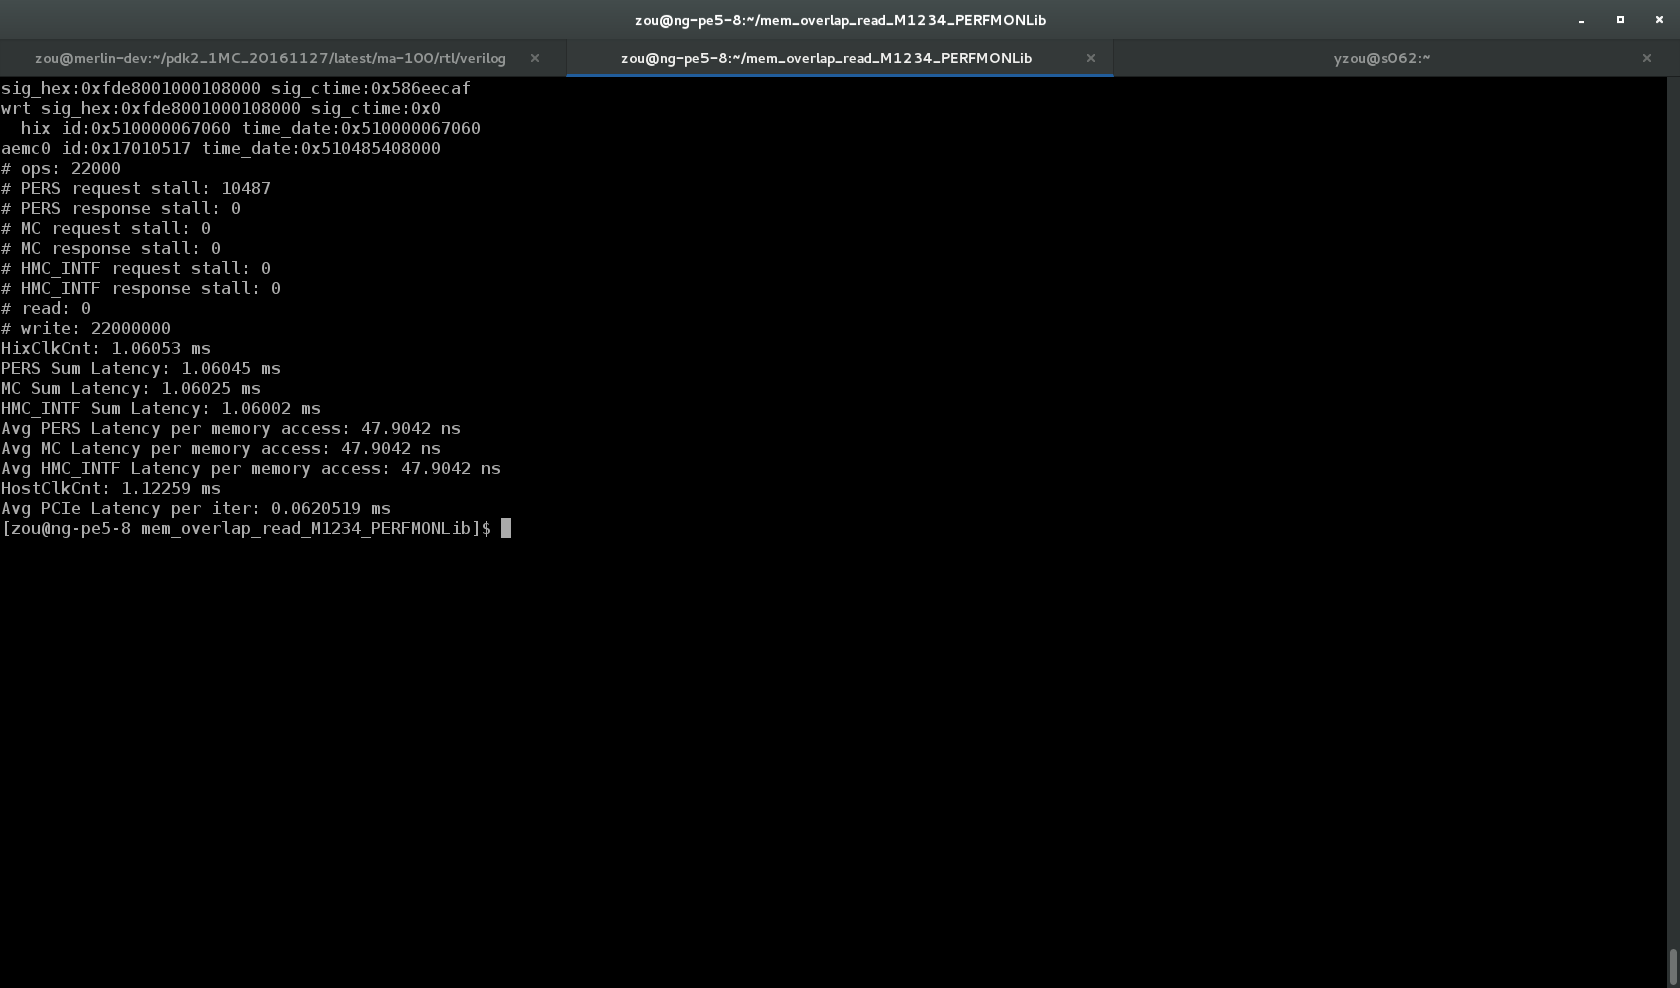 zou@ng-pe5-8:~/mem_overlap_read_M1234_PERFMONLib
zou@merlin-dev:~/pdk2_1MC_20161127/latest/ma-100/rtl/verilog
zou@ng-pe5-8:~/mem_overlap_read_M1234_PERFMONLib
yzou@s062:~
sig_hex:0xfde8001000108000 sig_ctime:0x586eecaf
wrt sig_hex:0xfde8001000108000 sig_ctime:0x0
  hix id:0x510000067060 time_date:0x510000067060
aemc0 id:0x17010517 time_date:0x510485408000
# ops: 22000
# PERS request stall: 10487
# PERS response stall: 0
# MC request stall: 0
# MC response stall: 0
# HMC_INTF request stall: 0
# HMC_INTF response stall: 0
# read: 0
# write: 22000000
HixClkCnt: 1.06053 ms
PERS Sum Latency: 1.06045 ms
MC Sum Latency: 1.06025 ms
HMC_INTF Sum Latency: 1.06002 ms
Avg PERS Latency per memory access: 47.9042 ns
Avg MC Latency per memory access: 47.9042 ns
Avg HMC_INTF Latency per memory access: 47.9042 ns
HostClkCnt: 1.12259 ms
Avg PCIe Latency per iter: 0.0620519 ms
[zou@ng-pe5-8 mem_overlap_read_M1234_PERFMONLib]$